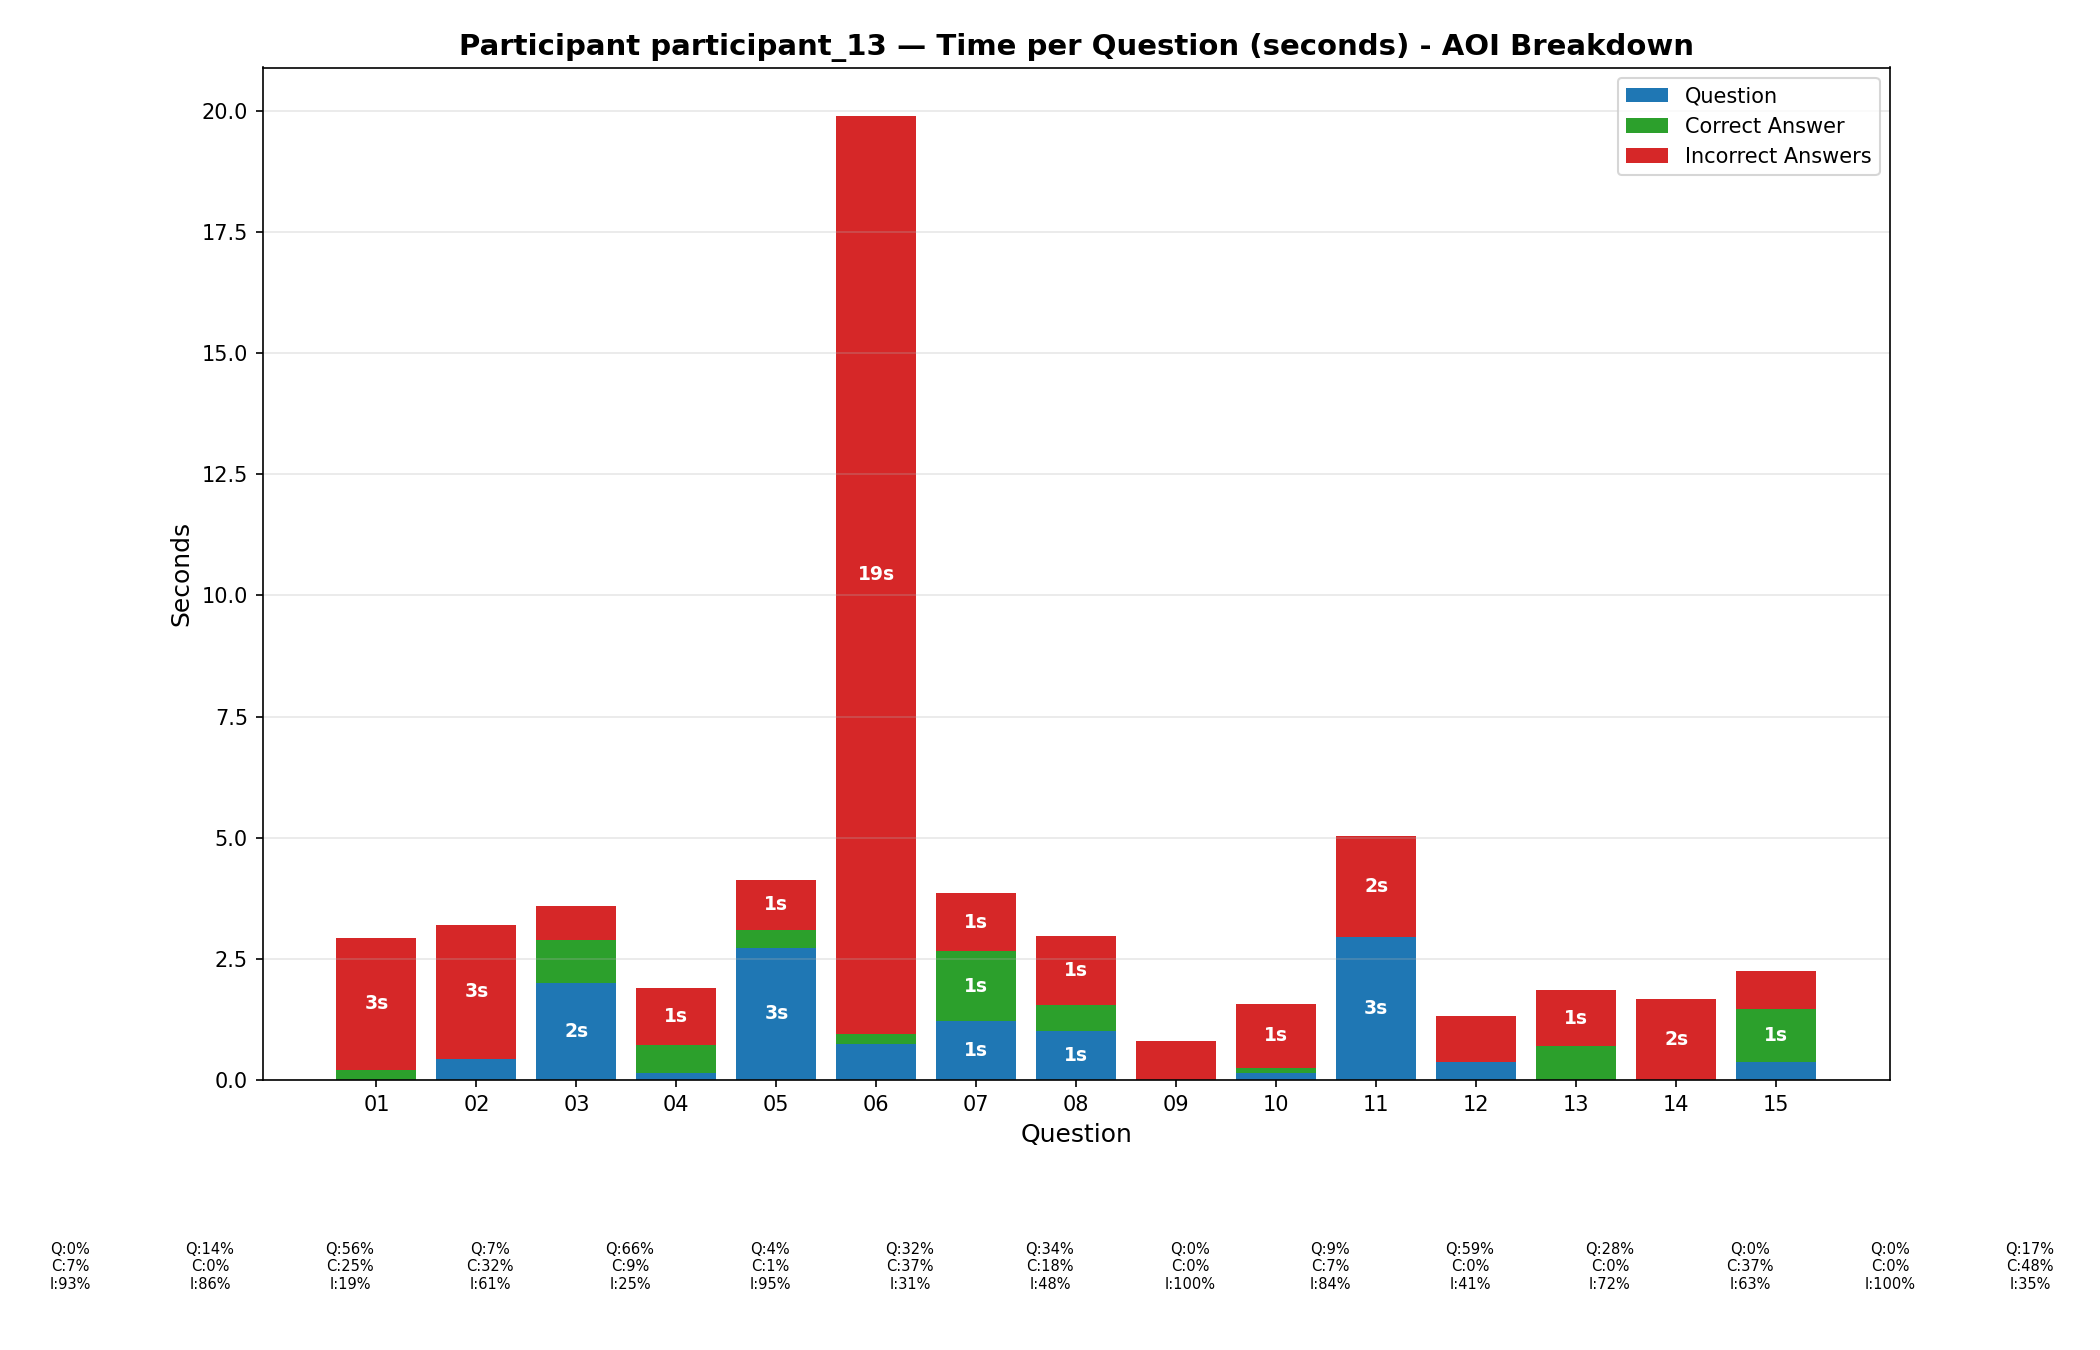 Participant participant_13 — Time per Question (seconds) - AOI Breakdown
Question
Correct Answer
Incorrect Answers
20.0
17.5
15.0
12.5
10.0
7.5
5.0
2.5
0.0
Seconds
3s
3s
2s
1s
1s
3s
19s
1s
1s
1s
1s
1s
1s
2s
3s
1s
2s
1s
01 02 03 04 05 06 07 08 09 10 11 12 13 14 15
Question
Q:0% Q:14% Q:56% Q:7% Q:66% Q:4% Q:32% Q:34% Q:0% Q:9% Q:59% Q:28% Q:0% Q:0% Q:17%
C:7% C:0% C:25% C:32% C:9% C:1% C:37% C:18% C:0% C:7% C:0% C:0% C:37% C:0% C:48%
I:93% I:86% I:19% I:61% I:25% I:95% I:31% I:48% I:100% I:84% I:41% I:72% I:63% I:100% I:35%